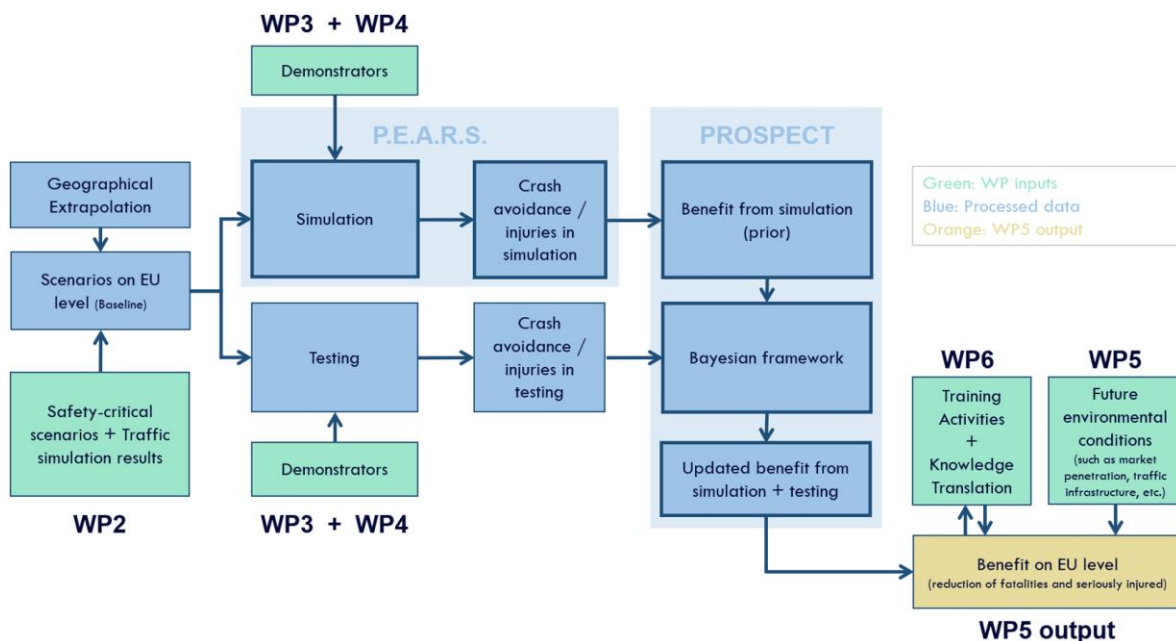 WP3 + WP4
Demonstrators
P.E.A.R.S.
PROSPECT
Geographical
Extrapolation
Simulation
Crash
avoidance /
injuries in
simulation
Benefit from simulation
(prior)
Green: WP inputs
Blue: Processed data
Orange: WP5 output
Scenarios on EU
level (Baseline)
Testing
Crash
avoidance /
injuries in
testing
Bayesian framework
WP2
Safety-critical
scenarios + Traffic
simulation results
Demonstrators
WP3 + WP4
Updated benefit from
simulation + testing
WP6
Training
Activities
+
Knowledge
Translation
WP5
Future
environmental
conditions
(such as market
penetration, traffic
infrastructure, etc.)
Benefit on EU level
(reduction of fatalities and seriously injured)
WP5 output